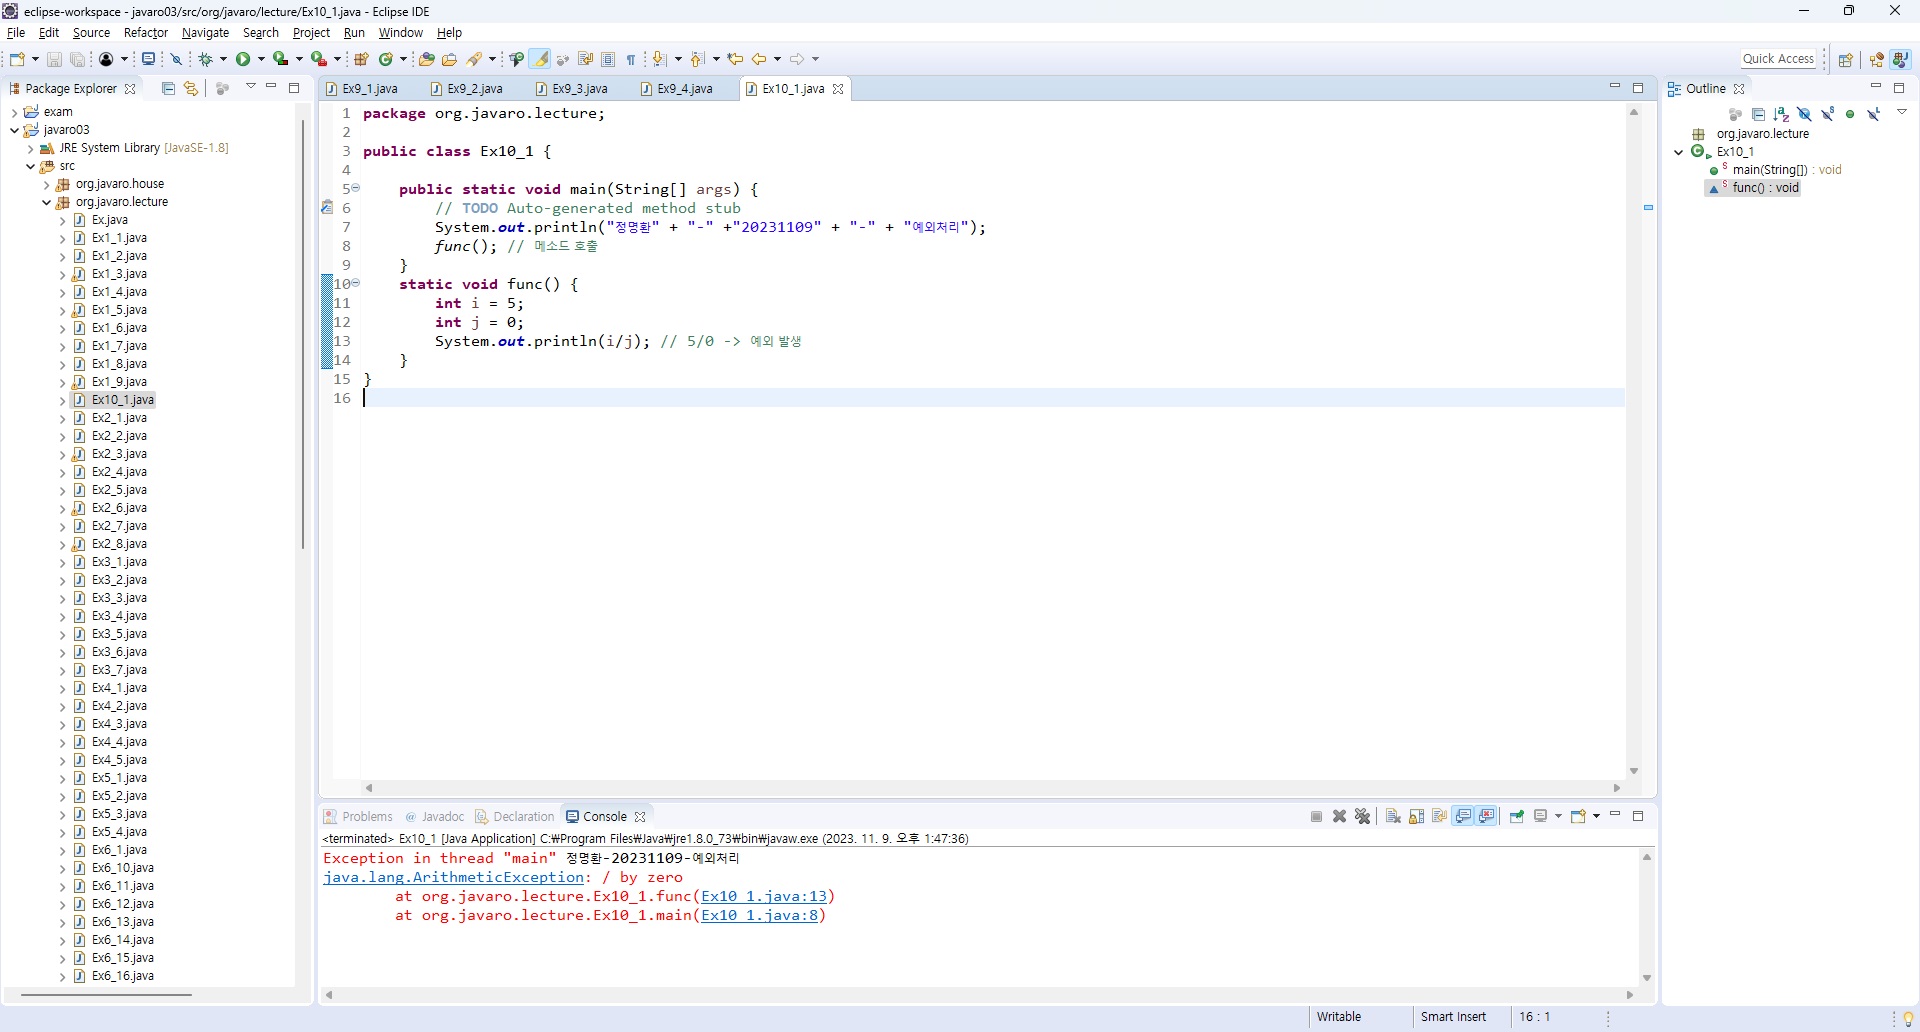 eclipse-workspace - javaro03/src/org/javaro/lecture/Ex10_1.java - Eclipse IDE
File Edit Source Refactor Navigate Search Project Run Window Help
Quick Access
Package Explorer
exam
javaro03
JRE System Library [JavaSE-1.8]
src
org.javaro.house
org.javaro.lecture
Ex.java
Ex1_1.java
Ex1_2.java
Ex1_3.java
Ex1_4.java
Ex1_5.java
Ex1_6.java
Ex1_7.java
Ex1_8.java
Ex1_9.java
Ex10_1.java
Ex2_1.java
Ex2_2.java
Ex2_3.java
Ex2_4.java
Ex2_5.java
Ex2_6.java
Ex2_7.java
Ex2_8.java
Ex3_1.java
Ex3_2.java
Ex3_3.java
Ex3_4.java
Ex3_5.java
Ex3_6.java
Ex3_7.java
Ex4_1.java
Ex4_2.java
Ex4_3.java
Ex4_4.java
Ex4_5.java
Ex5_1.java
Ex5_2.java
Ex5_3.java
Ex5_4.java
Ex6_1.java
Ex6_10.java
Ex6_11.java
Ex6_12.java
Ex6_13.java
Ex6_14.java
Ex6_15.java
Ex6_16.java
Ex9_1.java Ex9_2.java Ex9_3.java Ex9_4.java Ex10_1.java
1 package org.javaro.lecture;
2
3 public class Ex10_1 {
4
5 public static void main(String[] args) {
6 // TODO Auto-generated method stub
7 System.out.println("정명환" + "-" +"20231109" + "-" + "예외처리");
8 func(); // 메소드 호출
9 }
10 static void func() {
11 int i = 5;
12 int j = 0;
13 System.out.println(i/j); // 5/0 -> 예외 발생
14 }
15 }
16
Problems @ Javadoc Declaration Console
<terminated> Ex10_1 [Java Application] C:₩Program Files₩Java₩jre1.8.0_73₩bin₩javaw.exe (2023. 11. 9. 오후 1:47:36)
Exception in thread "main" 정명환-20231109-예외처리
java.lang.ArithmeticException: / by zero
at org.javaro.lecture.Ex10_1.func(Ex10_1.java:13)
at org.javaro.lecture.Ex10_1.main(Ex10_1.java:8)
Outline
org.javaro.lecture
Ex10_1
main(String[]) : void
func() : void
Writable Smart Insert 16 : 1